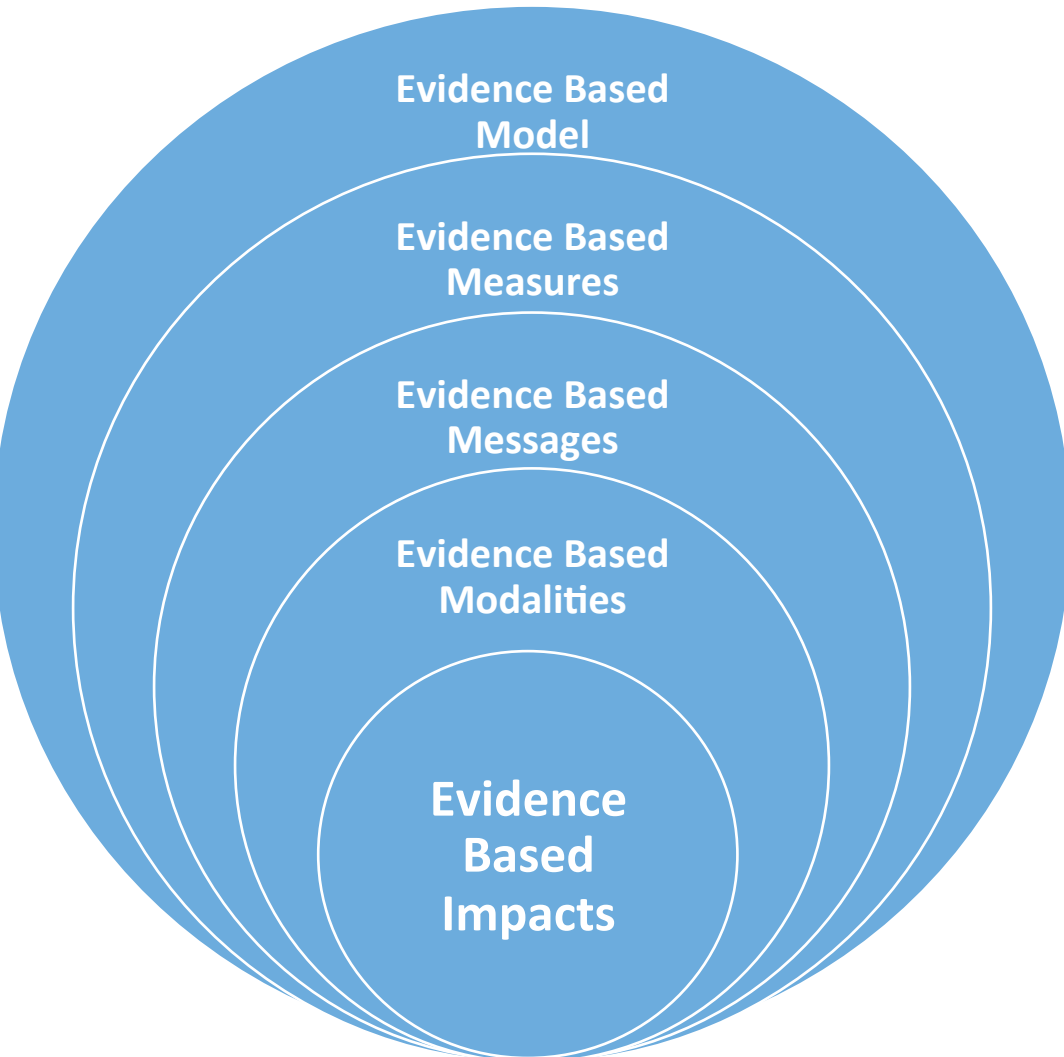 Evidence Based
Model
Evidence Based
Measures
Evidence Based
Messages
Evidence Based
Modalities
Evidence
Based
Impacts